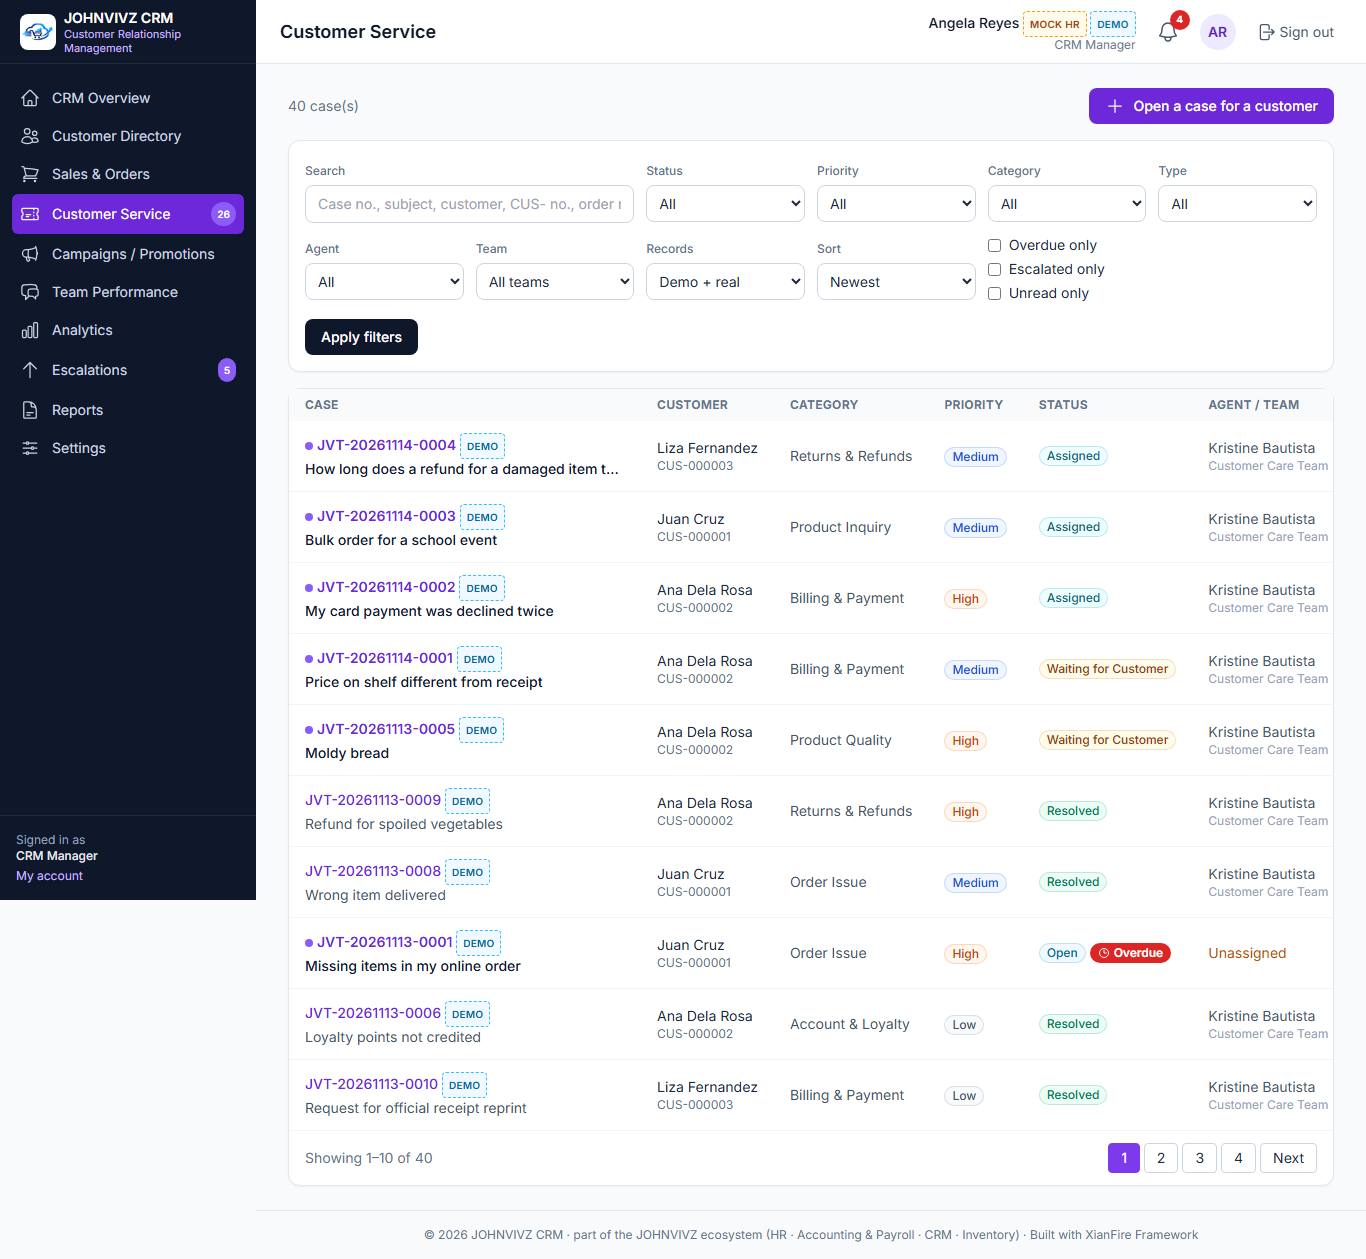 JOHNVIVZ CRM
Customer Relationship
Management
CRM Overview
Customer Directory
Sales & Orders
Customer Service 26
Campaigns / Promotions
Team Performance
Analytics
Escalations 5
Reports
Settings
Signed in as
CRM Manager
My account
Customer Service
Angela Reyes MOCK HR DEMO
CRM Manager
4
AR
Sign out
40 case(s)
Open a case for a customer
Search Status Priority Category Type
Case no., subject, customer, CUS- no., order r All All All All
Agent Team Records Sort
All All teams Demo + real Newest
Overdue only
Escalated only
Unread only
Apply filters
CASE CUSTOMER CATEGORY PRIORITY STATUS AGENT / TEAM
JVT-20261114-0004 DEMO
How long does a refund for a damaged item t...
Liza Fernandez
CUS-000003
Returns & Refunds Medium Assigned
Kristine Bautista
Customer Care Team
JVT-20261114-0003 DEMO
Bulk order for a school event
Juan Cruz
CUS-000001
Product Inquiry Medium Assigned
Kristine Bautista
Customer Care Team
JVT-20261114-0002 DEMO
My card payment was declined twice
Ana Dela Rosa
CUS-000002
Billing & Payment High Assigned
Kristine Bautista
Customer Care Team
JVT-20261114-0001 DEMO
Price on shelf different from receipt
Ana Dela Rosa
CUS-000002
Billing & Payment Medium Waiting for Customer
Kristine Bautista
Customer Care Team
JVT-20261113-0005 DEMO
Moldy bread
Ana Dela Rosa
CUS-000002
Product Quality High Waiting for Customer
Kristine Bautista
Customer Care Team
JVT-20261113-0009 DEMO
Refund for spoiled vegetables
Ana Dela Rosa
CUS-000002
Returns & Refunds High Resolved
Kristine Bautista
Customer Care Team
JVT-20261113-0008 DEMO
Wrong item delivered
Juan Cruz
CUS-000001
Order Issue Medium Resolved
Kristine Bautista
Customer Care Team
JVT-20261113-0001 DEMO
Missing items in my online order
Juan Cruz
CUS-000001
Order Issue High Open Overdue Unassigned
JVT-20261113-0006 DEMO
Loyalty points not credited
Ana Dela Rosa
CUS-000002
Account & Loyalty Low Resolved
Kristine Bautista
Customer Care Team
JVT-20261113-0010 DEMO
Request for official receipt reprint
Liza Fernandez
CUS-000003
Billing & Payment Low Resolved
Kristine Bautista
Customer Care Team
Showing 1–10 of 40
1 2 3 4 Next
© 2026 JOHNVIVZ CRM · part of the JOHNVIVZ ecosystem (HR · Accounting & Payroll · CRM · Inventory) · Built with XianFire Framework